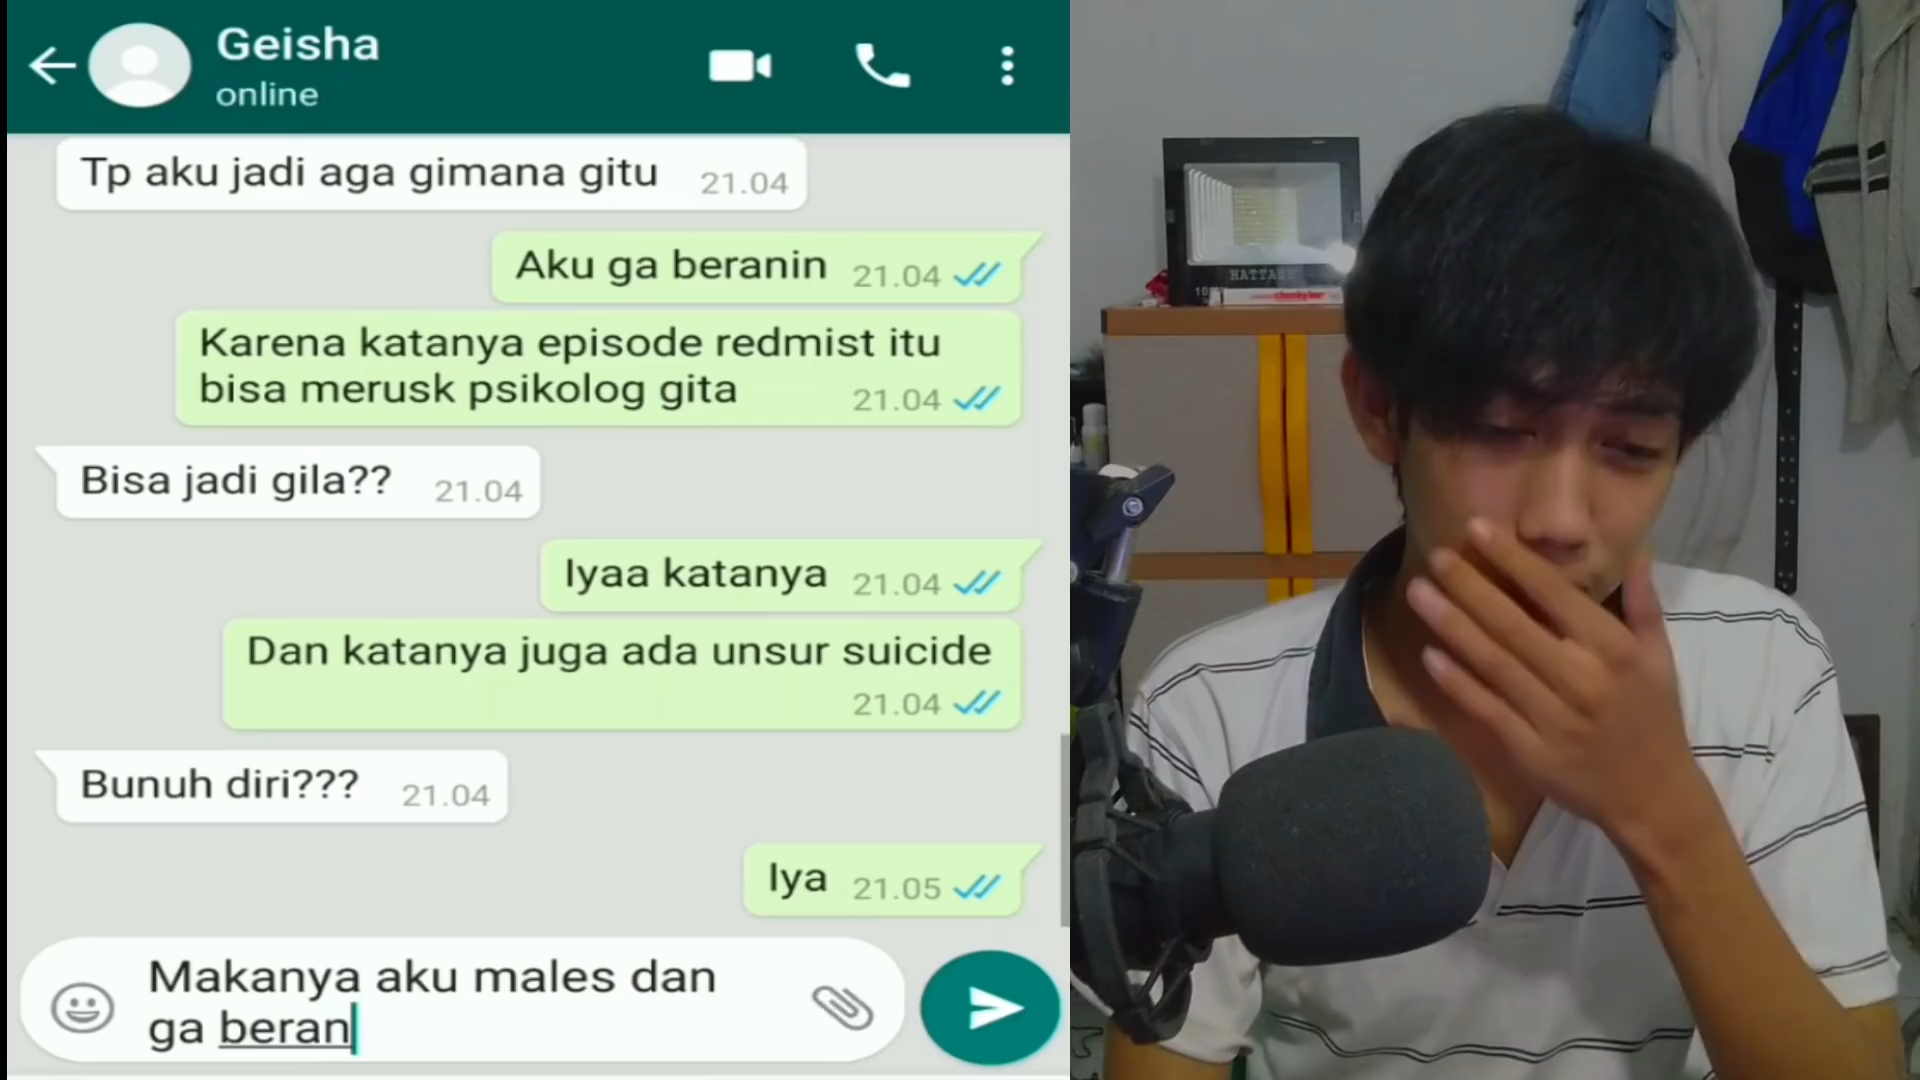 Geisha
online
Tp aku jadi aga gimana gitu 21.04
Aku ga beranin 21.04
Karena katanya episode redmist itu
bisa merusk psikolog gita 21.04
Bisa jadi gila?? 21.04
Iyaa katanya 21.04
Dan katanya juga ada unsur suicide
21.04
Bunuh diri??? 21.04
Iya 21.05
Makanya aku males dan
ga beran